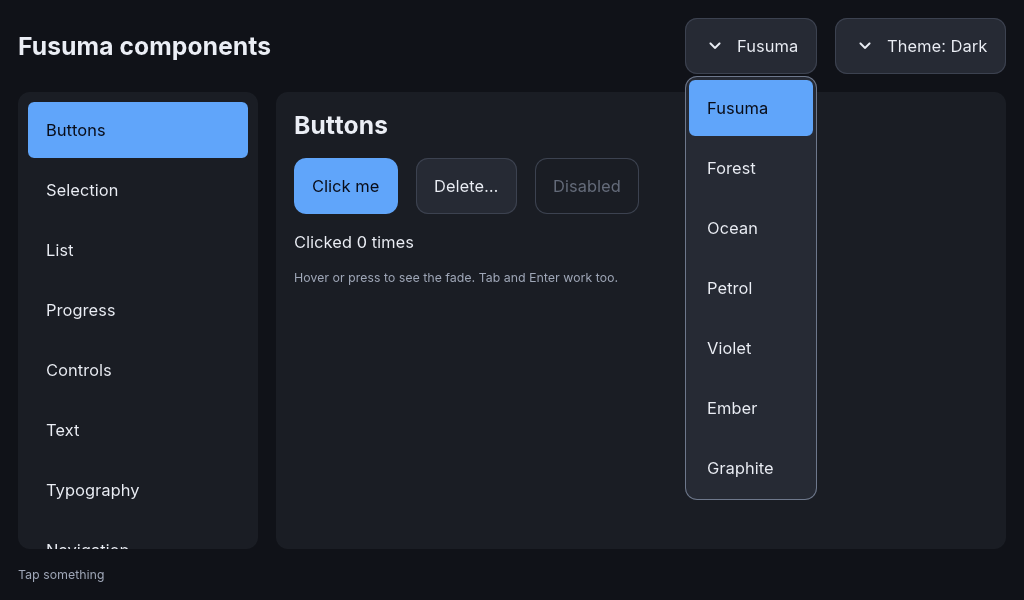 Fusuma components
Fusuma
Theme: Dark
Buttons
Selection
List
Progress
Controls
Text
Typography
Navigation
Buttons
Click me
Delete...
Disabled
Clicked 0 times
Hover or press to see the fade. Tab and Enter work too.
Fusuma
Forest
Ocean
Petrol
Violet
Ember
Graphite
Tap something